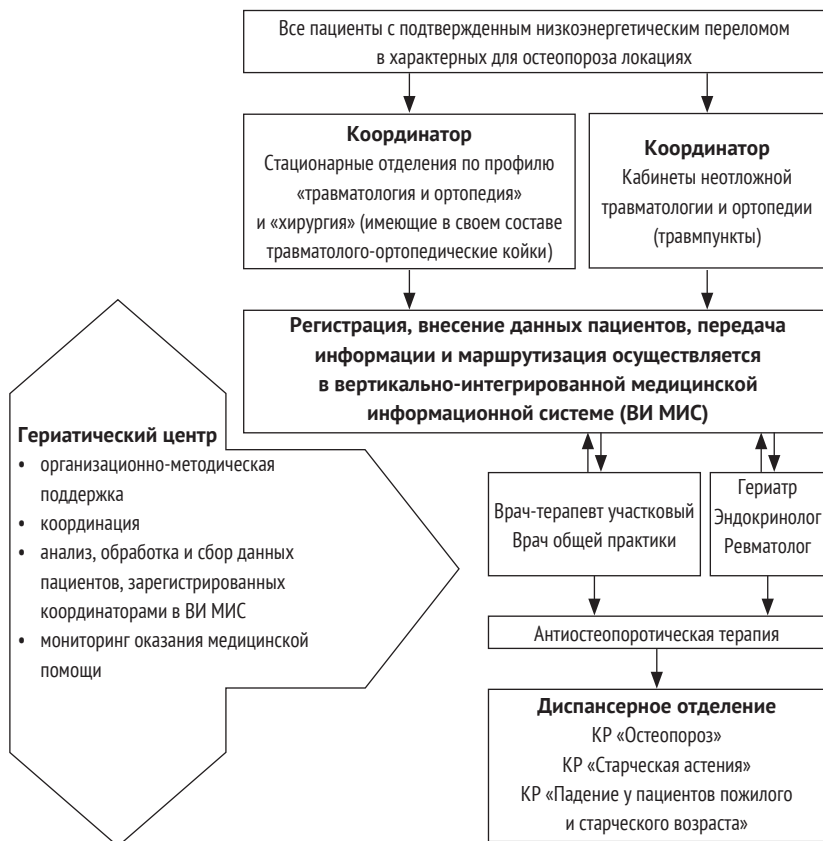 Все пациенты с подтвержденным низкоэнергетическим переломом
в характерных для остеопороза локациях
Координатор
Стационарные отделения по профилю
«травматология и ортопедия»
и «хирургия» (имеющие в своем составе
травматолого-ортопедические койки)
Координатор
Кабинеты неотложной
травматологии и ортопедии
(травмпункты)
Регистрация, внесение данных пациентов, передача
информации и маршрутизация осуществляется
в вертикально-интегрированной медицинской
информационной системе (ВИ МИС)
Гериатический центр
• организационно-методическая
поддержка
• координация
• анализ, обработка и сбор данных
пациентов, зарегистрированных
координаторами в ВИ МИС
• мониторинг оказания медицинской
помощи
Врач-терапевт участковый
Врач общей практики
Гериатр
Эндокринолог
Ревматолог
Антиостеопоротическая терапия
Диспансерное отделение
КР «Остеопороз»
КР «Старческая астения»
КР «Падение у пациентов пожилого
и старческого возраста»